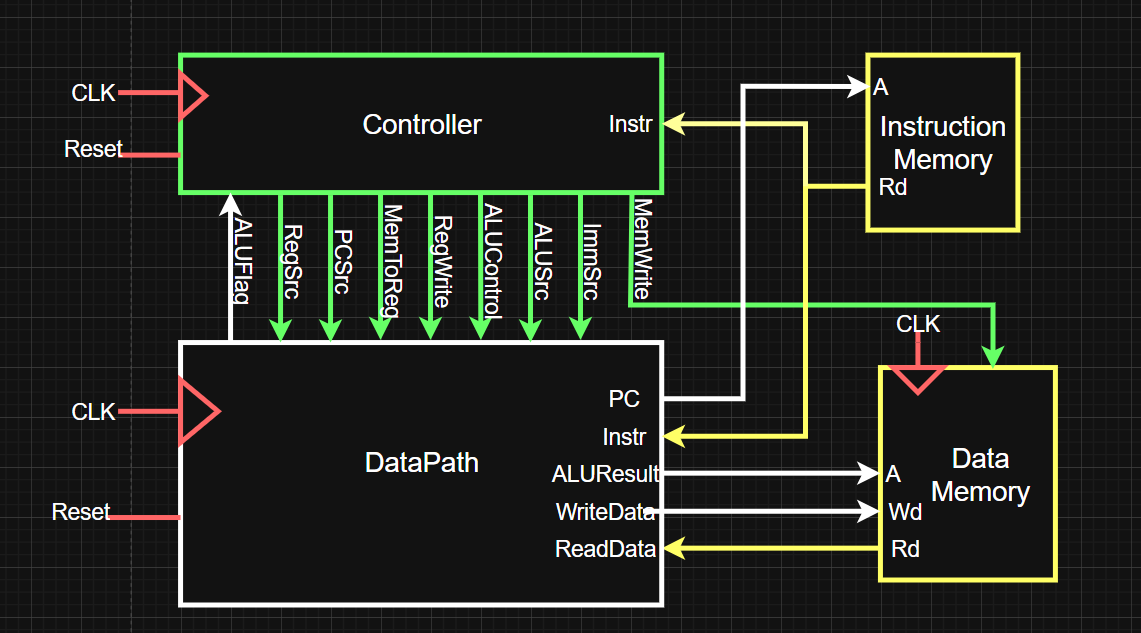 CLK
Controller
Instr
Reset
A
Instruction
Memory
Rd
ALUFlag
RegSrc
PCSrc
MemToReg
RegWrite
ALUControl
ALUSrc
ImmSrc
MemWrite
CLK
CLK
DataPath
Reset
PC
Instr
ALUResult
WriteData
ReadData
A
Data
Memory
Wd
Rd